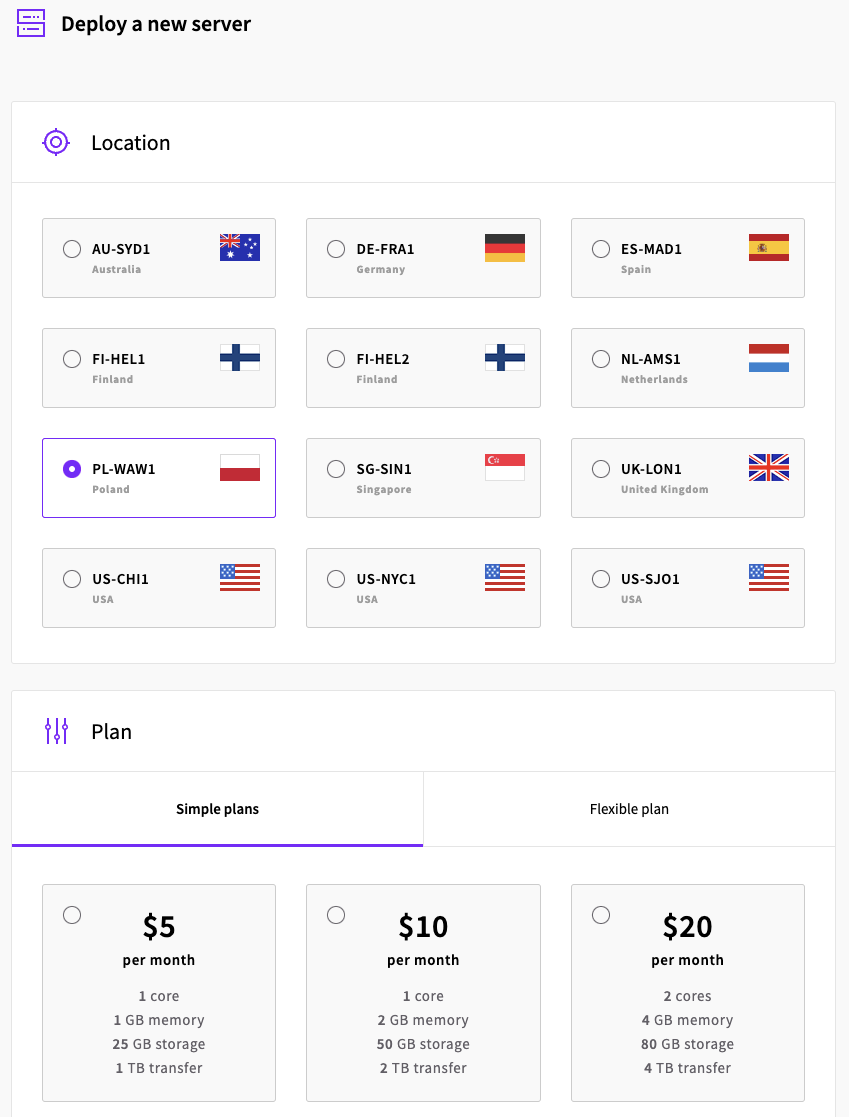 Deploy a new server
Location
AU-SYD1
Australia
DE-FRA1
Germany
ES-MAD1
Spain
FI-HEL1
Finland
FI-HEL2
Finland
NL-AMS1
Netherlands
PL-WAW1
Poland
SG-SIN1
Singapore
UK-LON1
United Kingdom
US-CHI1
USA
US-NYC1
USA
US-SJO1
USA
Plan
Simple plans
Flexible plan
$5
per month
1 core
1 GB memory
25 GB storage
1 TB transfer
$10
per month
1 core
2 GB memory
50 GB storage
2 TB transfer
$20
per month
2 cores
4 GB memory
80 GB storage
4 TB transfer